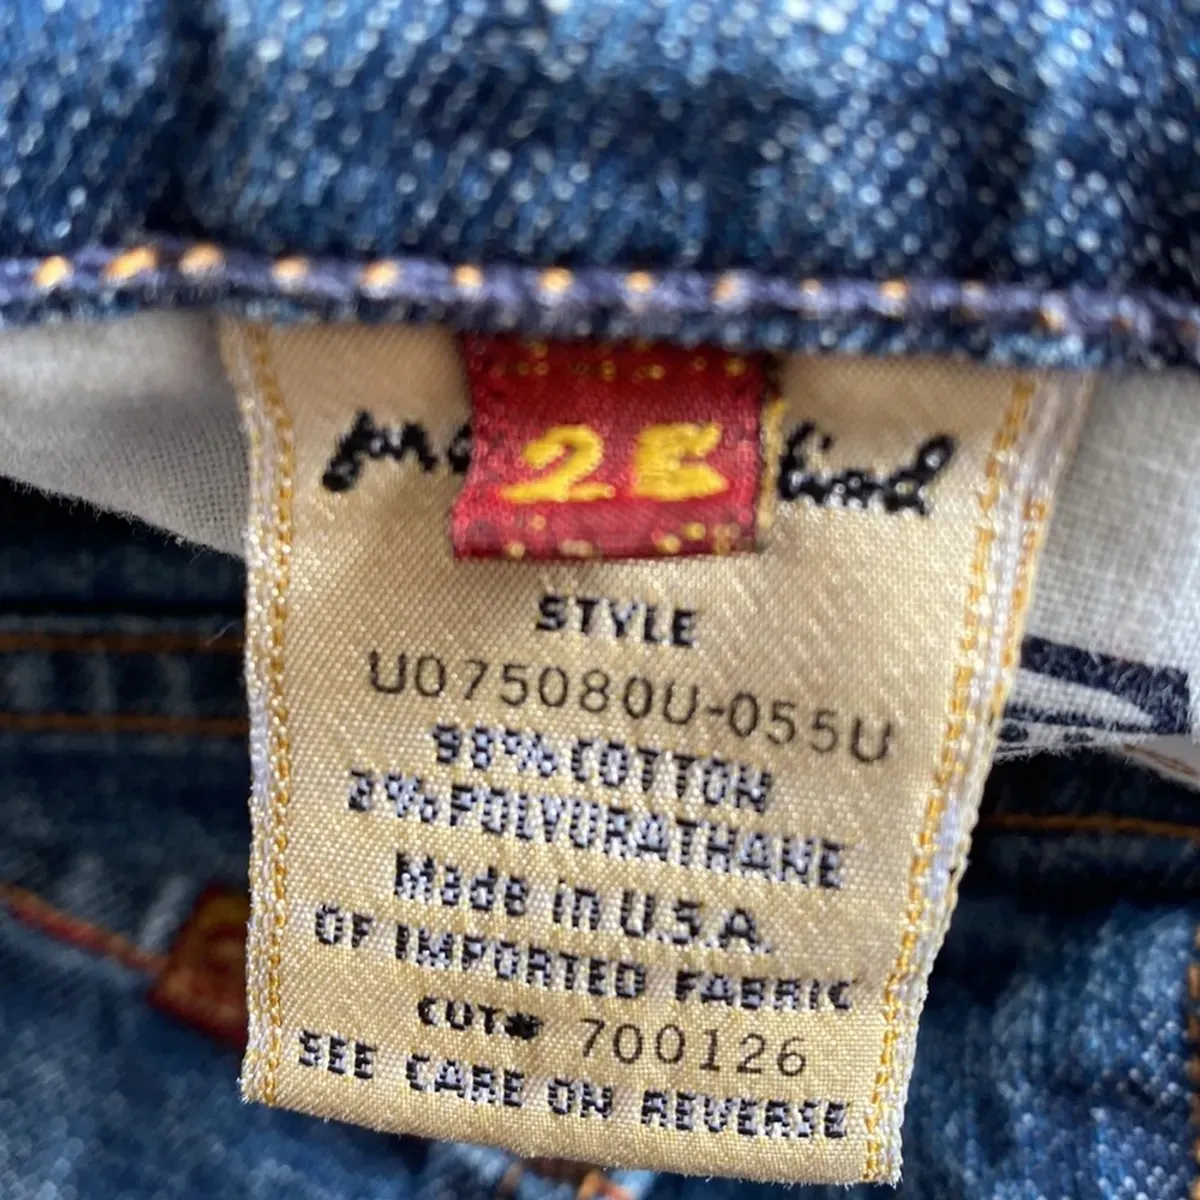 28
STYLE
U075080U-055U
98% COTTON
2% POLYURATHANE
Made in U.S.A.
OF IMPORTED FABRIC
CUT# 700126
SEE CARE ON REVERSE